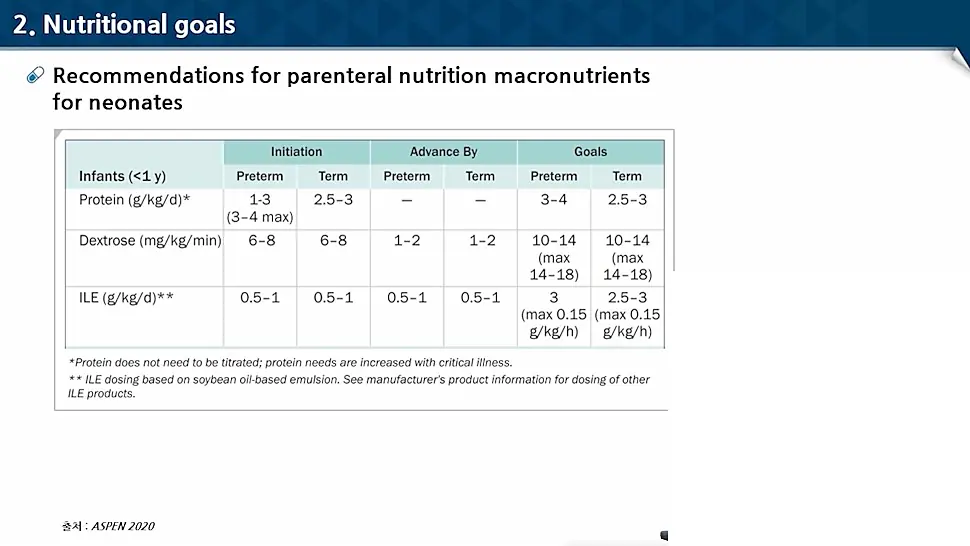 2. Nutritional goals
Recommendations for parenteral nutrition macronutrients
for neonates
Initiation Advance By Goals
Infants (<1 y) Preterm Term Preterm Term Preterm Term
Protein (g/kg/d)* 1-3 2.5–3 — — 3–4 2.5–3
(3–4 max)
Dextrose (mg/kg/min) 6–8 6–8 1–2 1–2 10–14 10–14
(max (max
14–18) 14–18)
ILE (g/kg/d)** 0.5–1 0.5–1 0.5–1 0.5–1 3 2.5–3
(max 0.15 (max 0.15
g/kg/h) g/kg/h)
*Protein does not need to be titrated; protein needs are increased with critical illness.
** ILE dosing based on soybean oil-based emulsion. See manufacturer's product information for dosing of other
ILE products.
출처 : ASPEN 2020